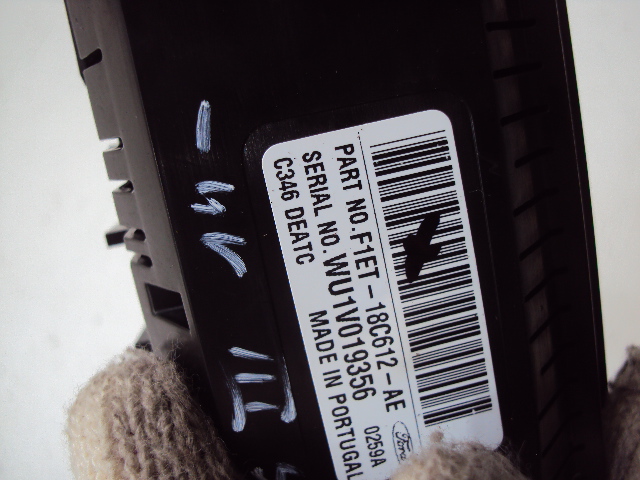 PART NO.F1ET-18C612-AE
SERIAL NO.WU1V019356 0259A
C346 DEATC MADE IN PORTUGAL
Ford